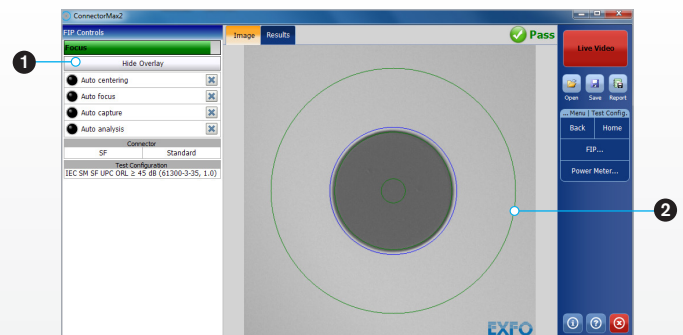 ConnectorMax2
FIP Controls
Focus
Hide Overlay
Auto centering
Auto focus
Auto capture
Auto analysis
Connector
SF Standard
Test Configuration
IEC SM SF UPC ORL ≥ 45 dB (61300-3-35, 1.0)
1
Image Results
Pass
2
EXFO
Live Video
Open Save Report
... Menu | Test Config.
Back Home
FIP...
Power Meter...